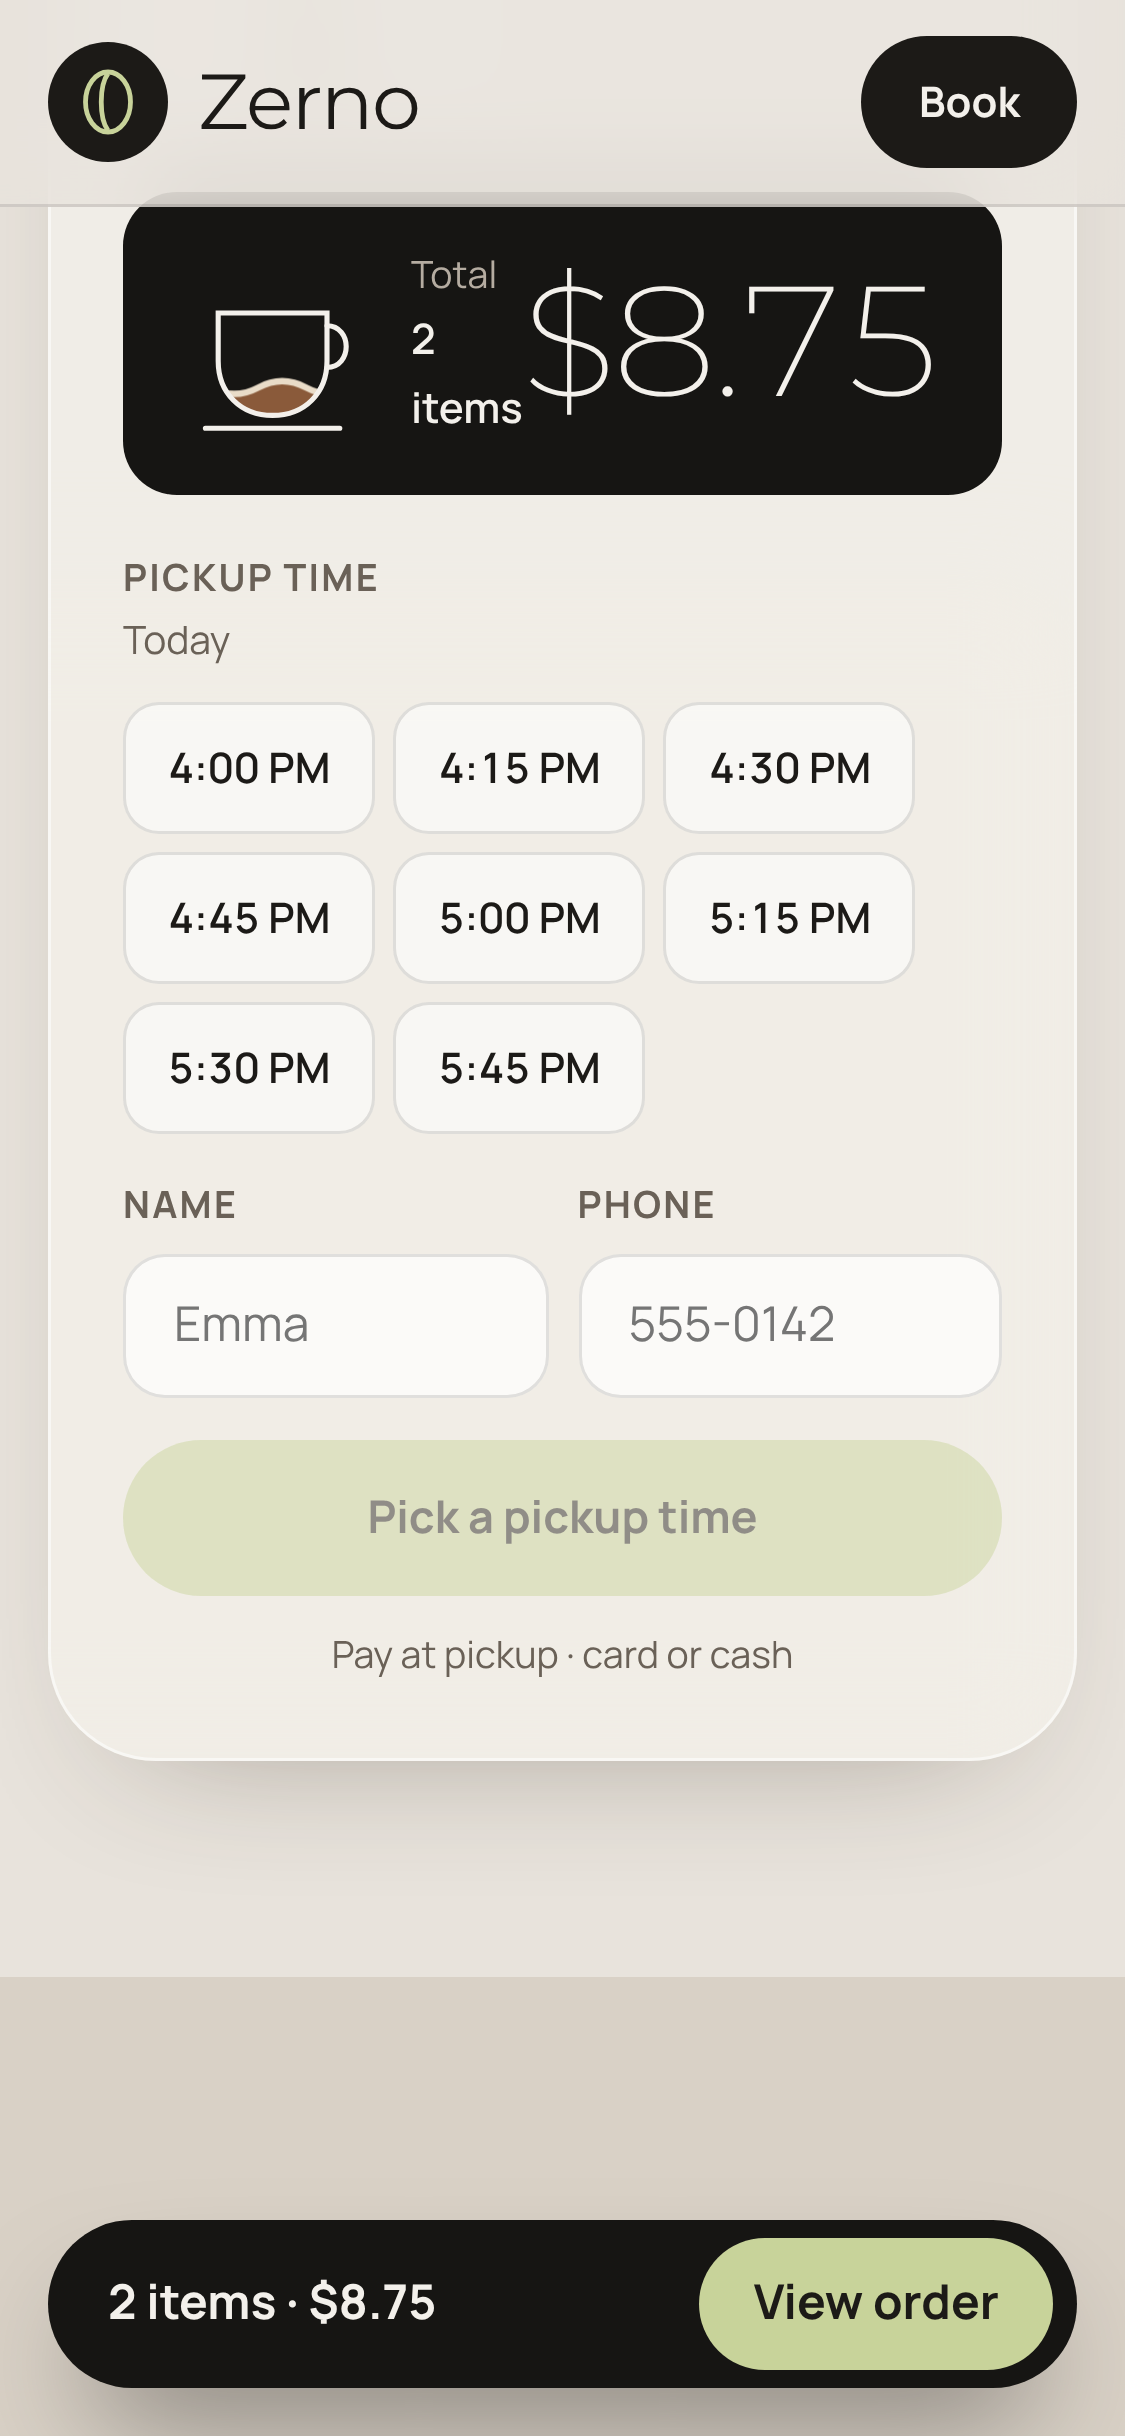 Zerno
Book
Total
2
items
$8.75
PICKUP TIME
Today
4:00 PM
4:15 PM
4:30 PM
4:45 PM
5:00 PM
5:15 PM
5:30 PM
5:45 PM
NAME
PHONE
Emma
555-0142
Pick a pickup time
Pay at pickup · card or cash
2 items · $8.75
View order